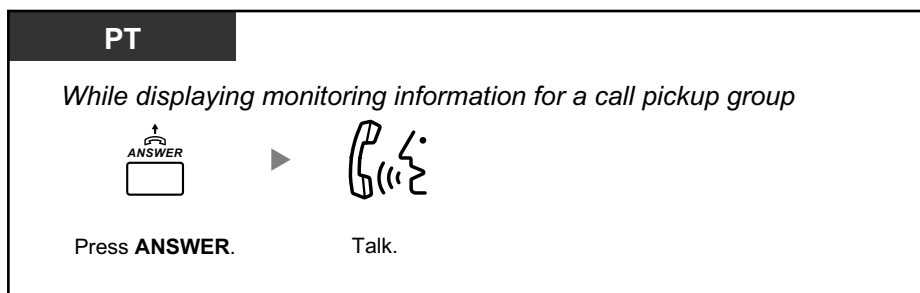 PT
While displaying monitoring information for a call pickup group
ANSWER
Press ANSWER.
Talk.